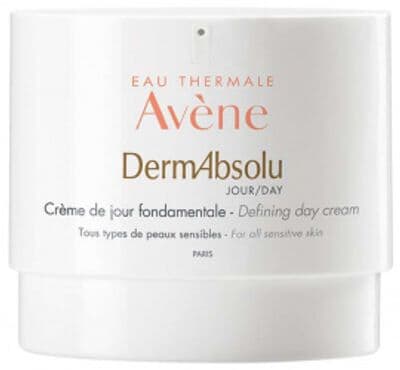 EAU THERMALE
Avène
DermAbsolu
JOUR/DAY
Crème de jour fondamentale - Defining day cream
Tous types de peaux sensibles - For all sensitive skin
PARIS